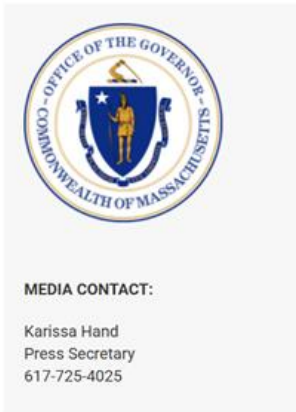 - OFFICE OF THE GOVERNOR -
COMMONWEALTH OF MASSACHUSETTS
MEDIA CONTACT:
Karissa Hand
Press Secretary
617-725-4025